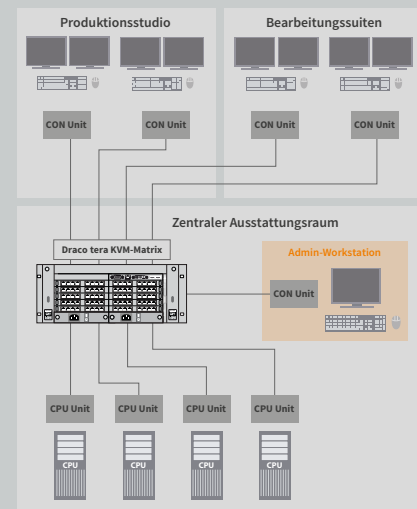 Produktionsstudio
Bearbeitungssuiten
CON Unit
CON Unit
CON Unit
CON Unit
Zentraler Ausstattungsraum
Draco tera KVM-Matrix
Admin-Workstation
CON Unit
CPU Unit
CPU Unit
CPU Unit
CPU Unit
CPU
CPU
CPU
CPU